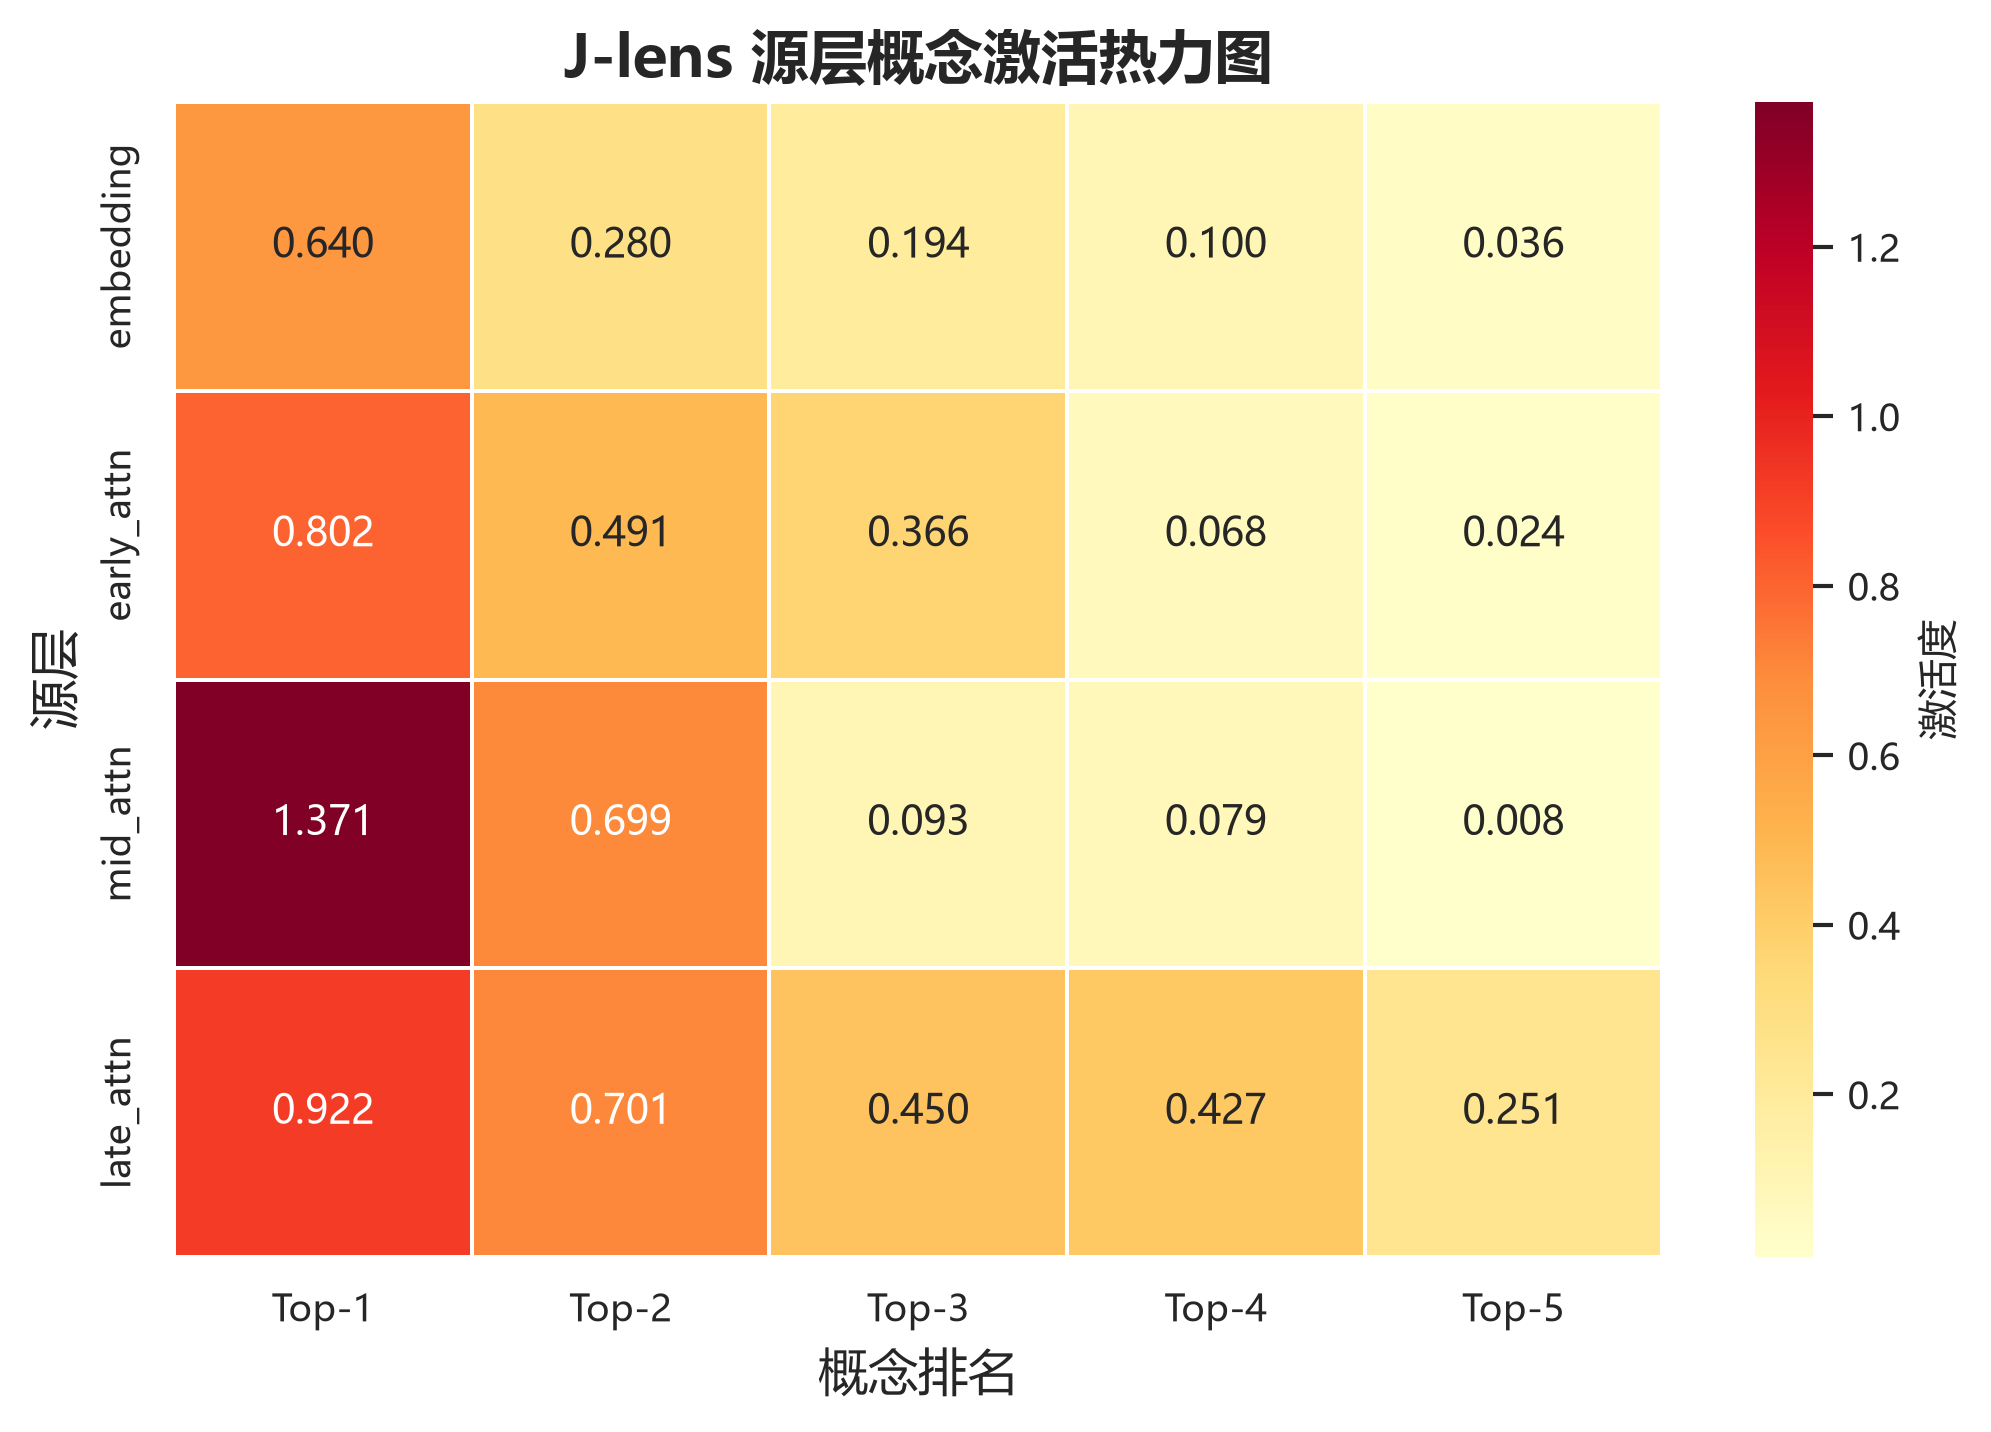 J-lens 源层概念激活热力图
源层
embedding 0.640 0.280 0.194 0.100 0.036
early_attn 0.802 0.491 0.366 0.068 0.024
mid_attn 1.371 0.699 0.093 0.079 0.008
late_attn 0.922 0.701 0.450 0.427 0.251
Top-1 Top-2 Top-3 Top-4 Top-5
概念排名
1.2
1.0
0.8
0.6
0.4
0.2
激活度